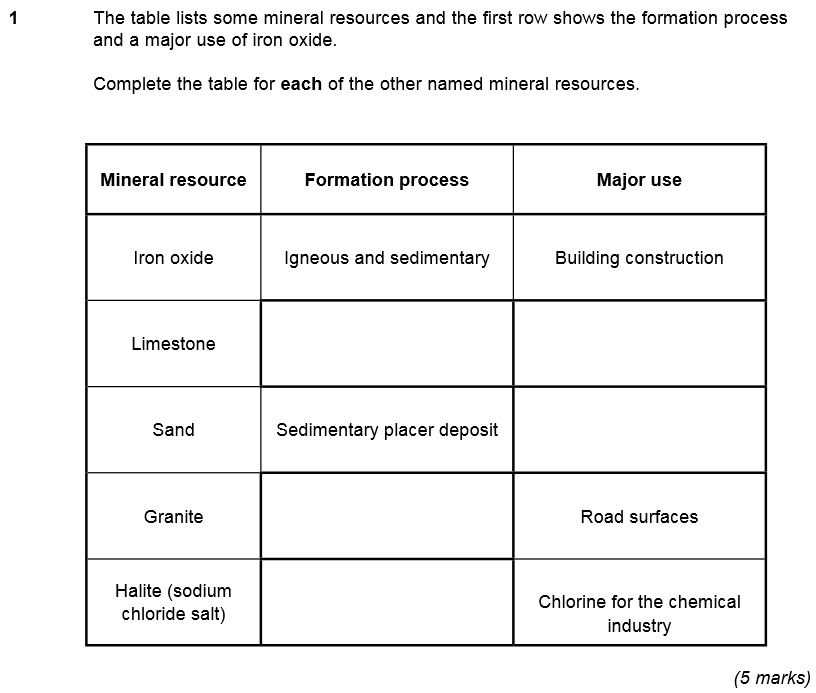 1
The table lists some mineral resources and the first row shows the formation process
and a major use of iron oxide.
Complete the table for each of the other named mineral resources.
Mineral resource
Formation process
Major use
Iron oxide
Igneous and sedimentary
Building construction
Limestone
Sand
Sedimentary placer deposit
Granite
Road surfaces
Halite (sodium
chloride salt)
Chlorine for the chemical
industry
(5 marks)